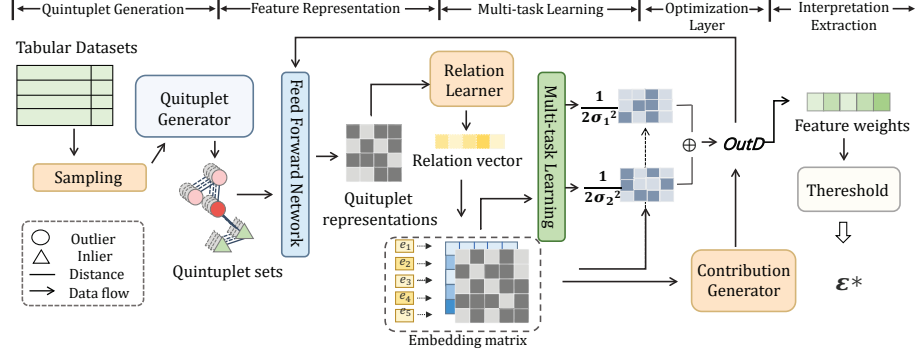 Quintuplet Generation
Feature Representation
Multi-task Learning
Optimization
Layer
Interpretation
Extraction
Tabular Datasets
Sampling
Quituplet
Generator
Quintuplet sets
Outlier
Inlier
Distance
Data flow
Feed Forward Network
Quituplet
representations
Relation
Learner
Relation vector
e1
e2
e3
e4
e5
Embedding matrix
Multi-task Learning
1
2σ1²
1
2σ2²
⊕
OutD
Contribution
Generator
Feature weights
Thereshold
ε*